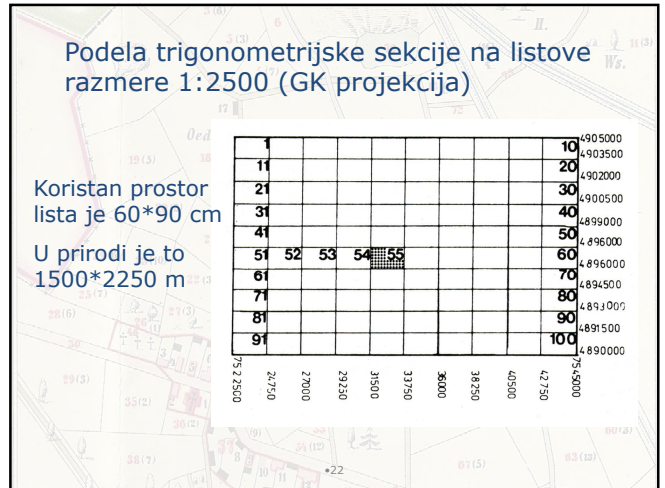 Podela trigonometrijske sekcije na listove
razmere 1:2500 (GK projekcija)
Koristan prostor
lista je 60*90 cm
U prirodi je to
1500*2250 m
4905000
1 10
4903500
11 20
4902000
21 30
4900500
31 40
4899000
41 50
4896000
51 52 53 54 55 60
4896000
61 70
4894500
71 80
4893000
81 90
4891500
91 100
4890000
7522500 24750 27000 29250 31500 33750 36000 38250 40500 42750 7545000
•22